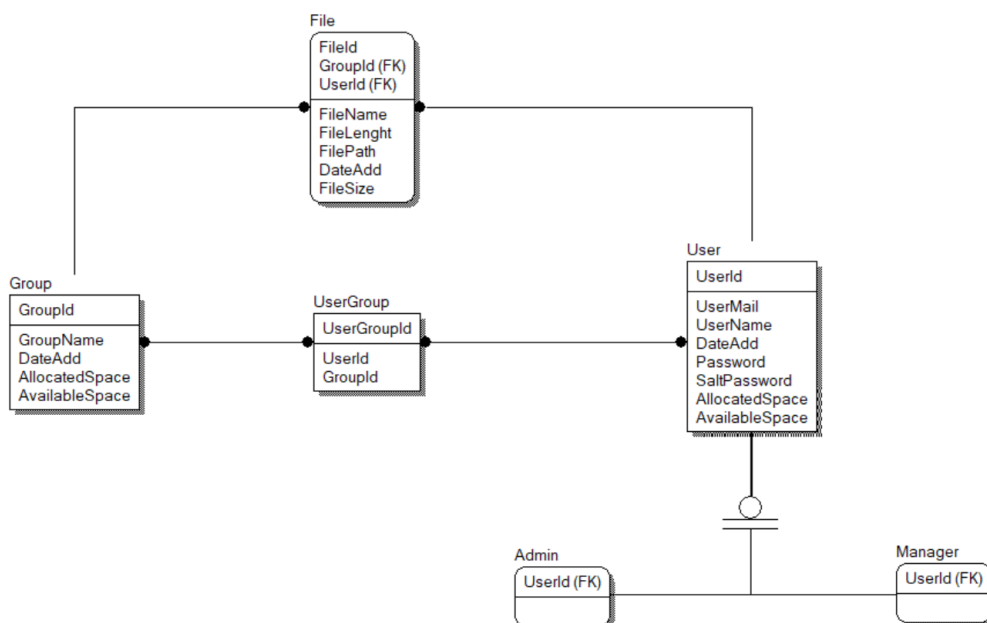 File
FileId
GroupId (FK)
UserId (FK)
FileName
FileLenght
FilePath
DateAdd
FileSize
Group
GroupId
GroupName
DateAdd
AllocatedSpace
AvailableSpace
UserGroup
UserGroupId
UserId
GroupId
User
UserId
UserMail
UserName
DateAdd
Password
SaltPassword
AllocatedSpace
AvailableSpace
Admin
UserId (FK)
Manager
UserId (FK)